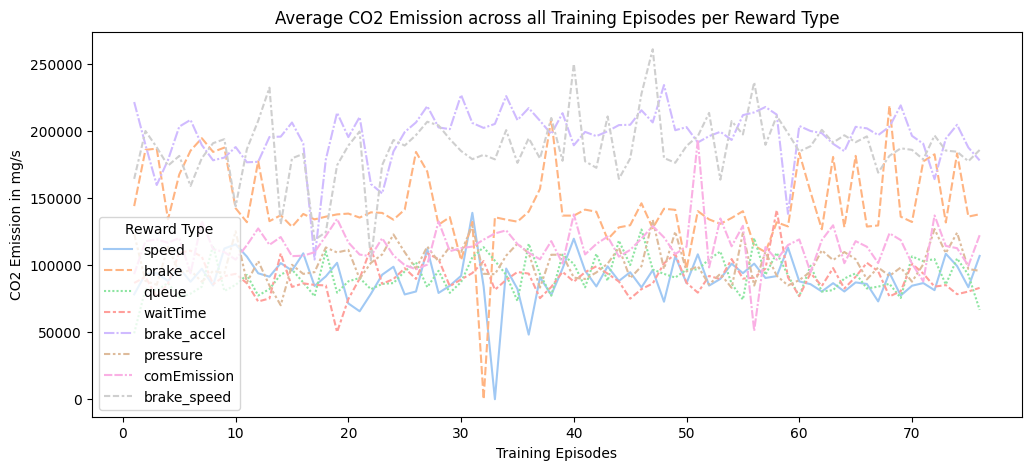 Average CO2 Emission across all Training Episodes per Reward Type
CO2 Emission in mg/s
250000
200000
150000
100000
50000
0
Reward Type
speed
brake
queue
waitTime
brake_accel
pressure
comEmission
brake_speed
0 10 20 30 40 50 60 70
Training Episodes